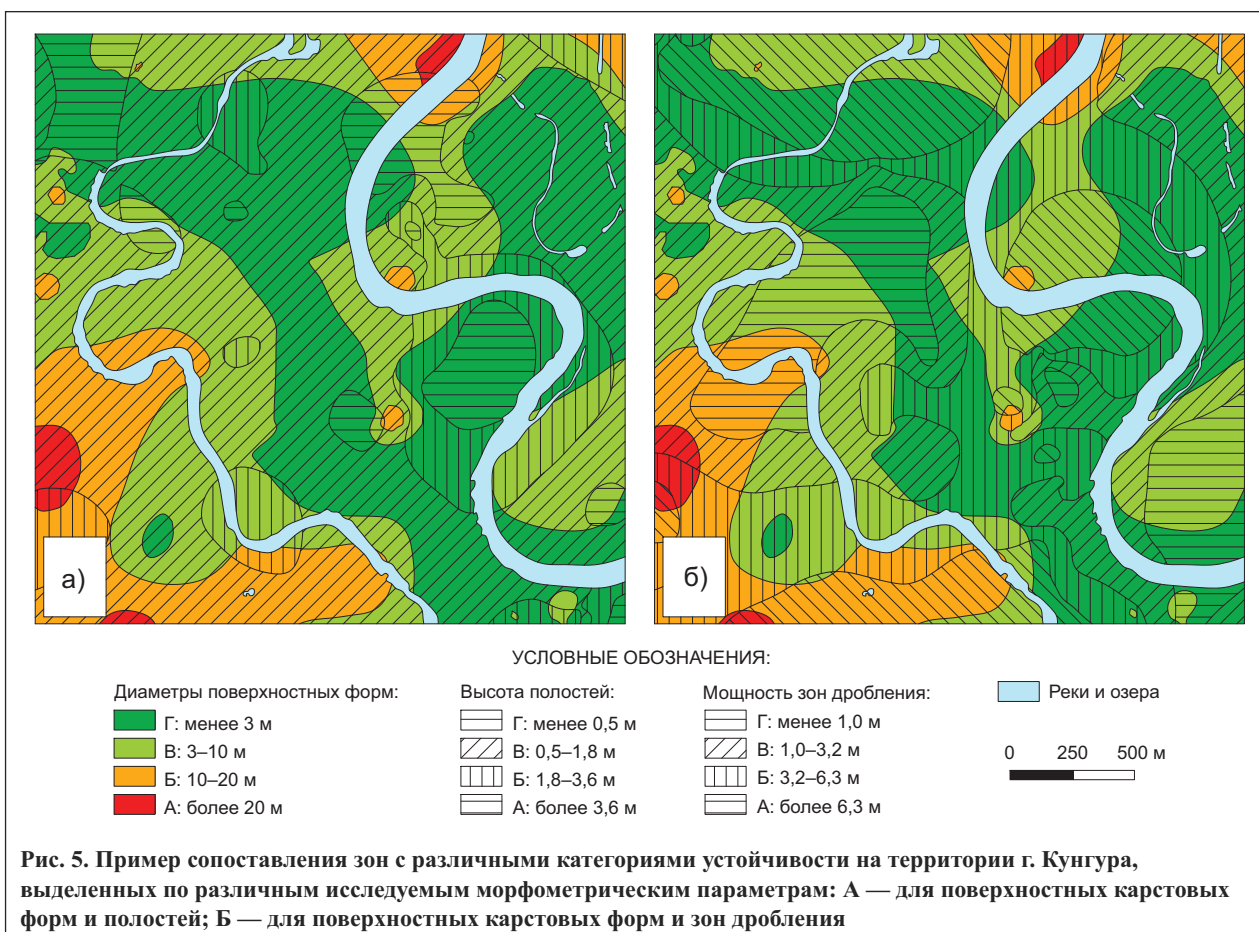 а)
б)
УСЛОВНЫЕ ОБОЗНАЧЕНИЯ:
Диаметры поверхностных форм:
Г: менее 3 м
В: 3–10 м
Б: 10–20 м
А: более 20 м
Высота полостей:
Г: менее 0,5 м
В: 0,5–1,8 м
Б: 1,8–3,6 м
А: более 3,6 м
Мощность зон дробления:
Г: менее 1,0 м
В: 1,0–3,2 м
Б: 3,2–6,3 м
А: более 6,3 м
Реки и озера
0 250 500 м
Рис. 5. Пример сопоставления зон с различными категориями устойчивости на территории г. Кунгура,
выделенных по различным исследуемым морфометрическим параметрам: А — для поверхностных карстовых
форм и полостей; Б — для поверхностных карстовых форм и зон дробления